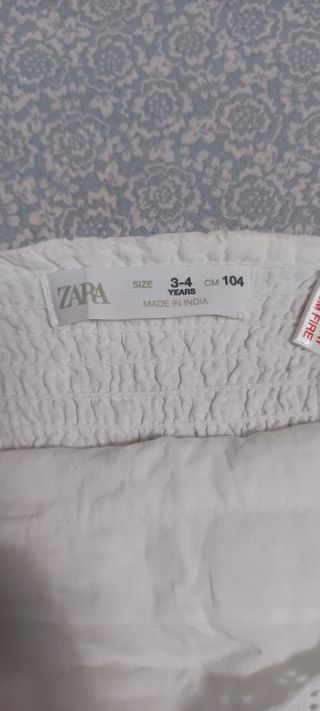 ZARA SIZE 3-4 CM 104
YEARS
MADE IN INDIA
M FIRE